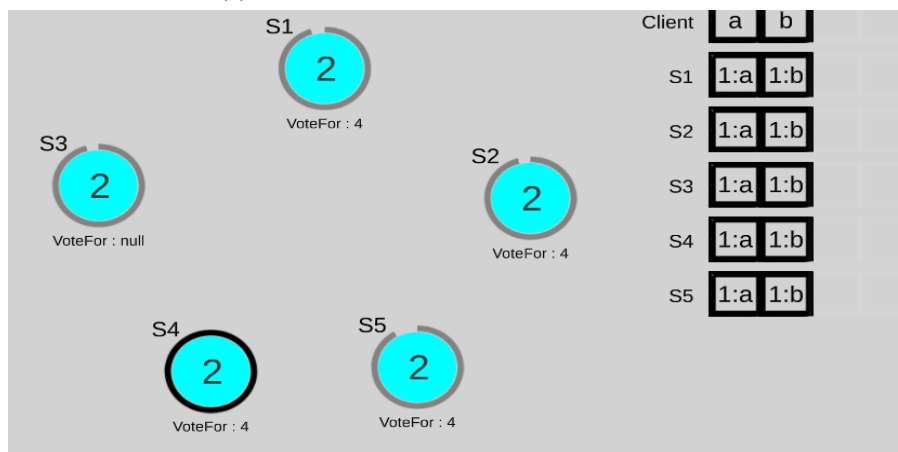 S1
2
VoteFor : 4
S3
2
VoteFor : null
S2
2
VoteFor : 4
S4
2
VoteFor : 4
S5
2
VoteFor : 4
Client a b
S1 1:a 1:b
S2 1:a 1:b
S3 1:a 1:b
S4 1:a 1:b
S5 1:a 1:b